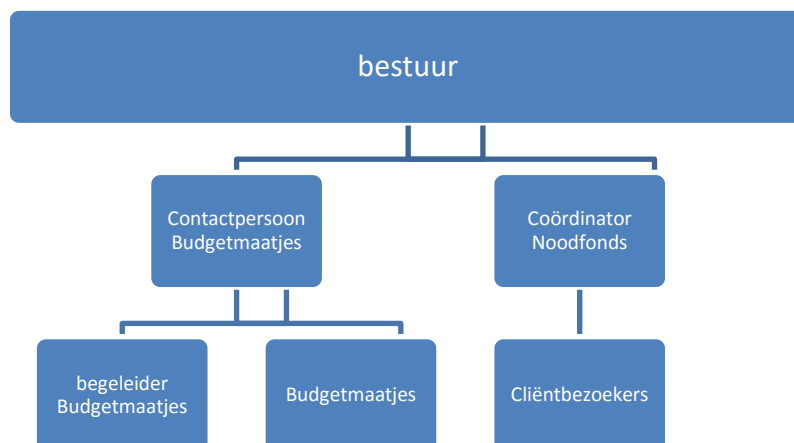 bestuur
Contactpersoon
Budgetmaatjes
Coördinator
Noodfonds
begeleider
Budgetmaatjes
Budgetmaatjes
Cliëntbezoekers